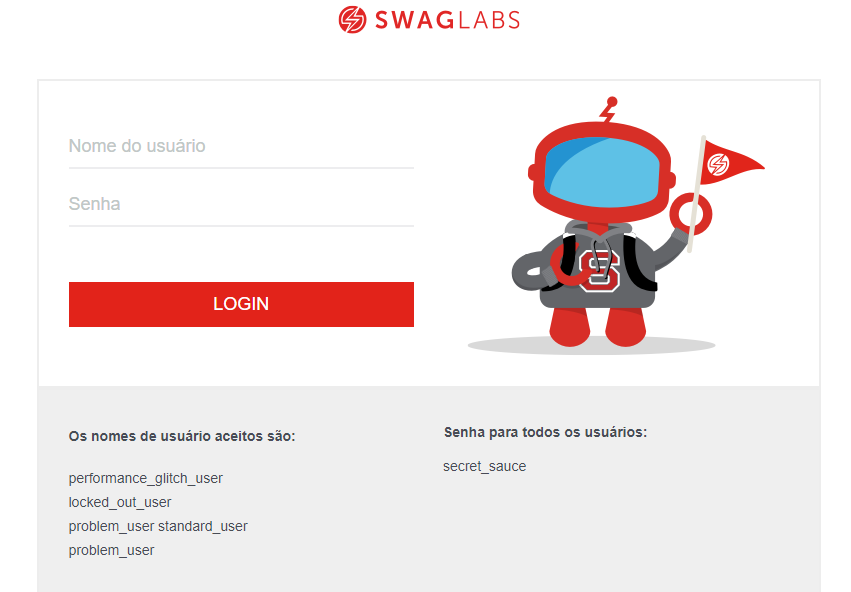 SWAGLABS
Nome do usuário
Senha
LOGIN
S
Os nomes de usuário aceitos são:
performance_glitch_user
locked_out_user
problem_user standard_user
problem_user
Senha para todos os usuários:
secret_sauce